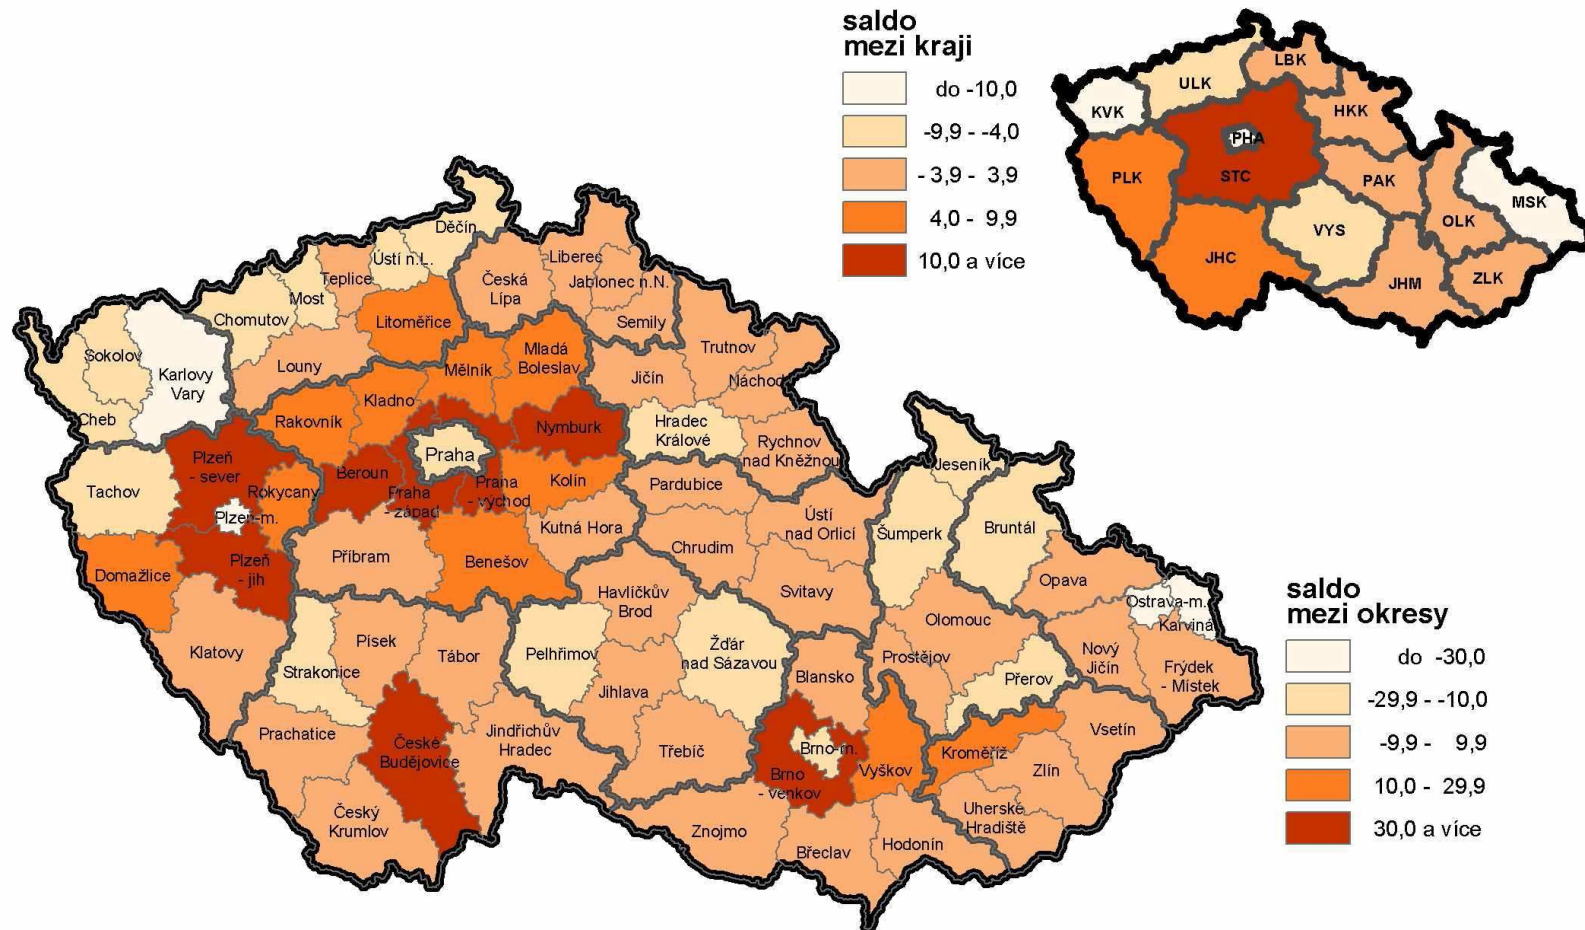 saldo
mezi kraji
do -10,0
-9,9 - -4,0
- 3,9 - 3,9
4,0 - 9,9
10,0 a více
LBK
ULK
KVK
HKK
PHA
PLK
STC
PAK
MSK
OLK
VYS
JHC
JHM
ZLK
Děčín
Ústí n.L.
Liberec
Teplice
Česká
Lípa
Jablonec n.N.
Most
Chomutov
Litoměřice
Semily
Sokolov
Mladá
Boleslav
Trutnov
Louny
Mělník
Karlovy
Vary
Jičín
Náchod
Kladno
Cheb
Rakovník
Nymburk
Hradec
Králové
Rychnov
nad Kněžnou
Praha
Plzeň
- sever
Beroun
Praha
- západ
Praha
- východ
Kolín
Jeseník
Tachov
Rokycany
Pardubice
Plzeň-m.
Kutná Hora
Ústí
nad Orlicí
Šumperk
Bruntál
Příbram
Chrudim
Plzeň
- jih
Benešov
Domažlice
Opava
Havlíčkův
Brod
Svitavy
Ostrava-m.
Karviná
Olomouc
Klatovy
Písek
Tábor
Pelhřimov
Žďár
nad Sázavou
Prostějov
Nový
Jičín
Strakonice
Blansko
Přerov
Frýdek
- Místek
Jihlava
Prachatice
Jindřichův
Hradec
Vsetín
České
Budějovice
Třebíč
Brno-m.
Kroměříž
Vyškov
Zlín
Brno
- venkov
Český
Krumlov
Uherské
Hradiště
Znojmo
Hodonín
Břeclav
saldo
mezi okresy
do -30,0
-29,9 - -10,0
-9,9 - 9,9
10,0 - 29,9
30,0 a více